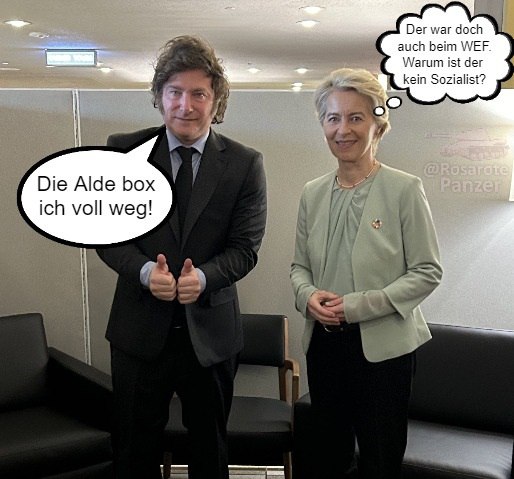 Der war doch
auch beim WEF.
Warum ist der
kein Sozialist?
Die Alde box
ich voll weg!
@Rosarote
Panzer